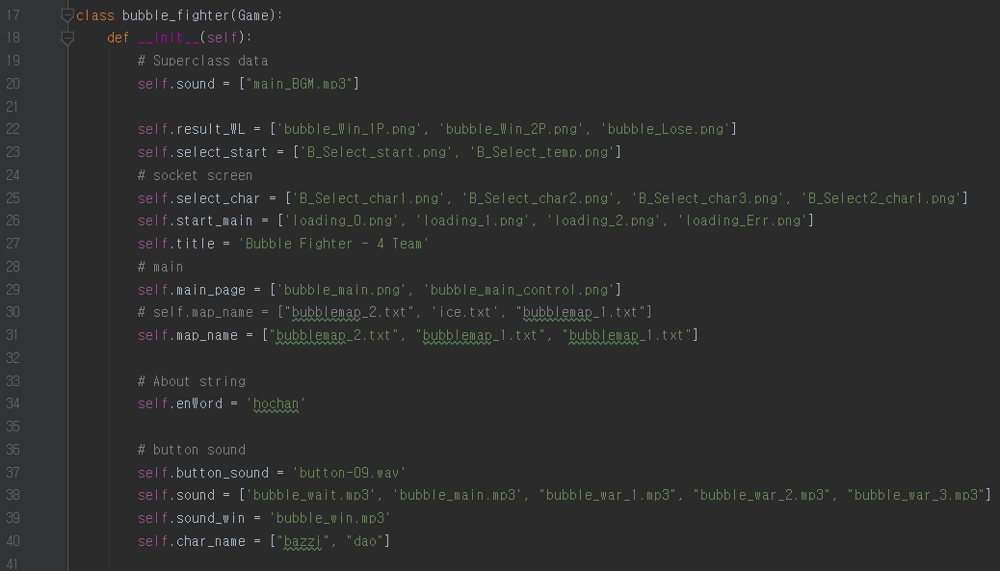 17 class bubble_fighter(Game):
18 def __init__(self):
19 # Superclass data
20 self.sound = ["main_BGM.mp3"]
21
22 self.result_WL = ['bubble_Win_1P.png', 'bubble_Win_2P.png', 'bubble_Lose.png']
23 self.select_start = ['B_Select_start.png', 'B_Select_temp.png']
24 # socket screen
25 self.select_char = ['B_Select_char1.png', 'B_Select_char2.png', 'B_Select_char3.png', 'B_Select2_char1.png']
26 self.start_main = ['loading_0.png', 'loading_1.png', 'loading_2.png', 'loading_Err.png']
27 self.title = 'Bubble Fighter - 4 Team'
28 # main
29 self.main_page = ['bubble_main.png', 'bubble_main_control.png']
30 # self.map_name = ["bubblemap_2.txt", 'ice.txt', "bubblemap_1.txt"]
31 self.map_name = ["bubblemap_2.txt", "bubblemap_1.txt", "bubblemap_1.txt"]
32
33 # About string
34 self.enWord = 'hochan'
35
36 # button sound
37 self.button_sound = 'button-09.wav'
38 self.sound = ['bubble_wait.mp3', 'bubble_main.mp3', "bubble_war_1.mp3", "bubble_war_2.mp3", "bubble_war_3.mp3"]
39 self.sound_win = 'bubble_win.mp3'
40 self.char_name = ["bazzi", "dao"]
41